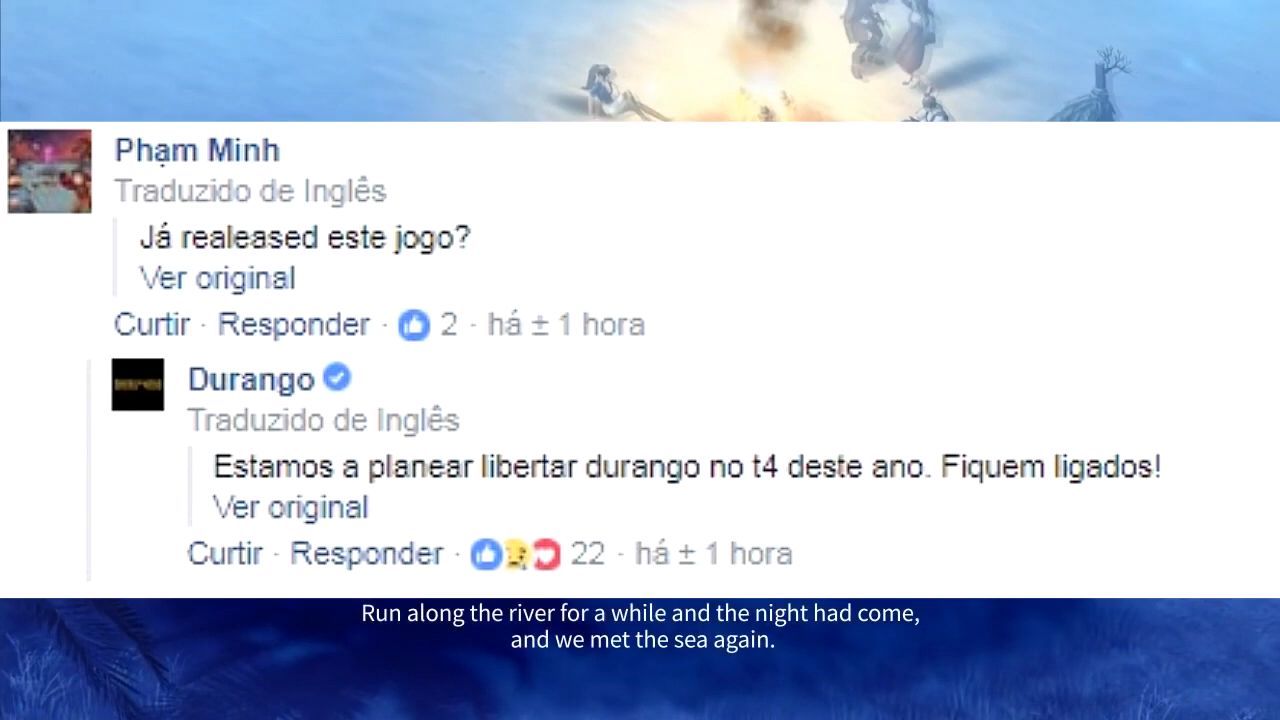 Phạm Minh
Traduzido de Inglês
Já realeased este jogo?
Ver original
Curtir · Responder · 2 · há ± 1 hora
Durango
Traduzido de Inglês
Estamos a planear libertar durango no t4 deste ano. Fiquem ligados!
Ver original
Curtir · Responder · 22 · há ± 1 hora
Run along the river for a while and the night had come,
and we met the sea again.